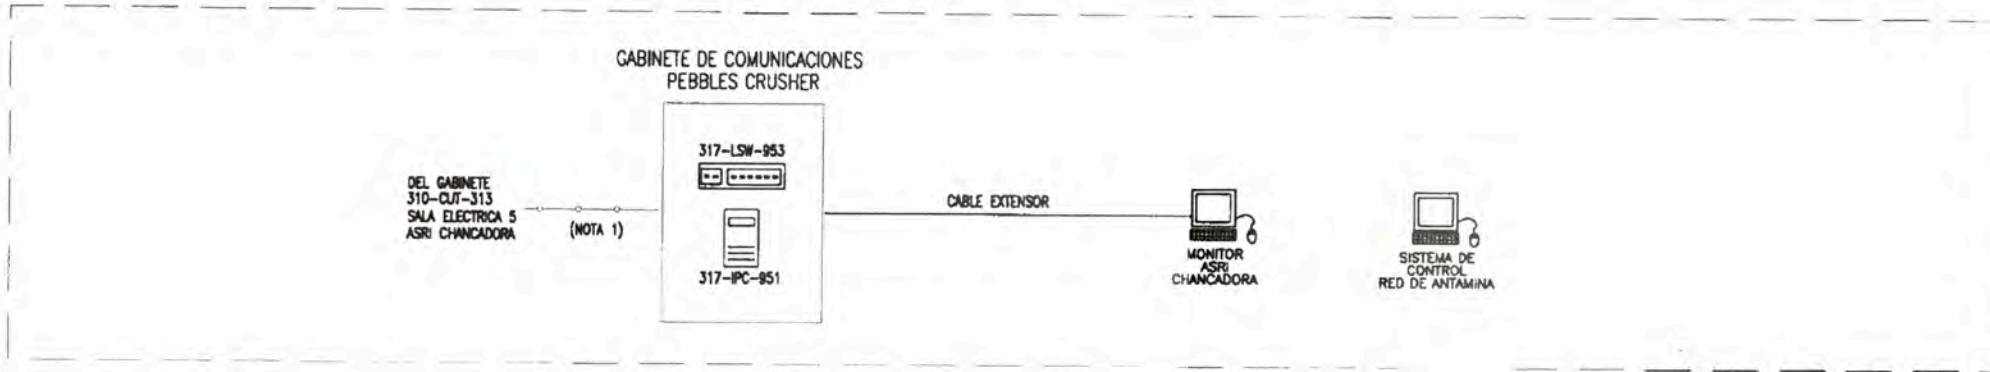 GABINETE DE COMUNICACIONES
PEBBLES CRUSHER
317-LSW-953
DEL GABINETE
310-CUT-313
SALA ELECTRICA 5
ASRi CHANCADORA
(NOTA 1)
317-IPC-951
CABLE EXTENSOR
MONITOR
ASRi
CHANCADORA
SISTEMA DE
CONTROL
RED DE ANTAMINA